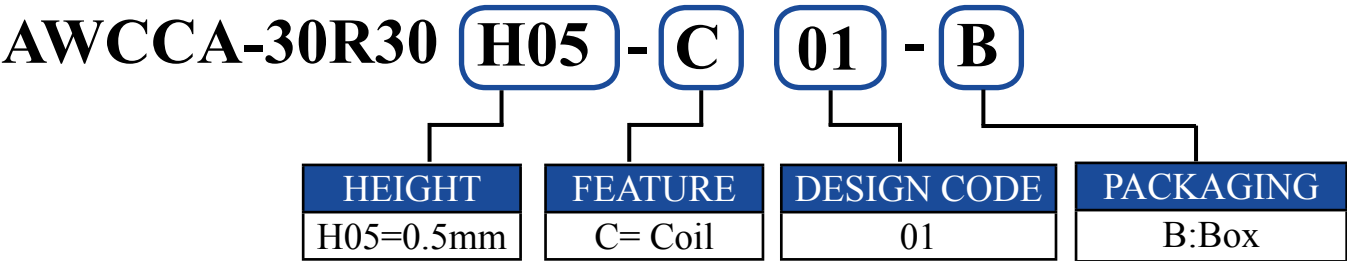 AWCCA-30R30 H05 - C 01 - B
HEIGHT FEATURE DESIGN CODE PACKAGING
H05=0.5mm C= Coil 01 B:Box